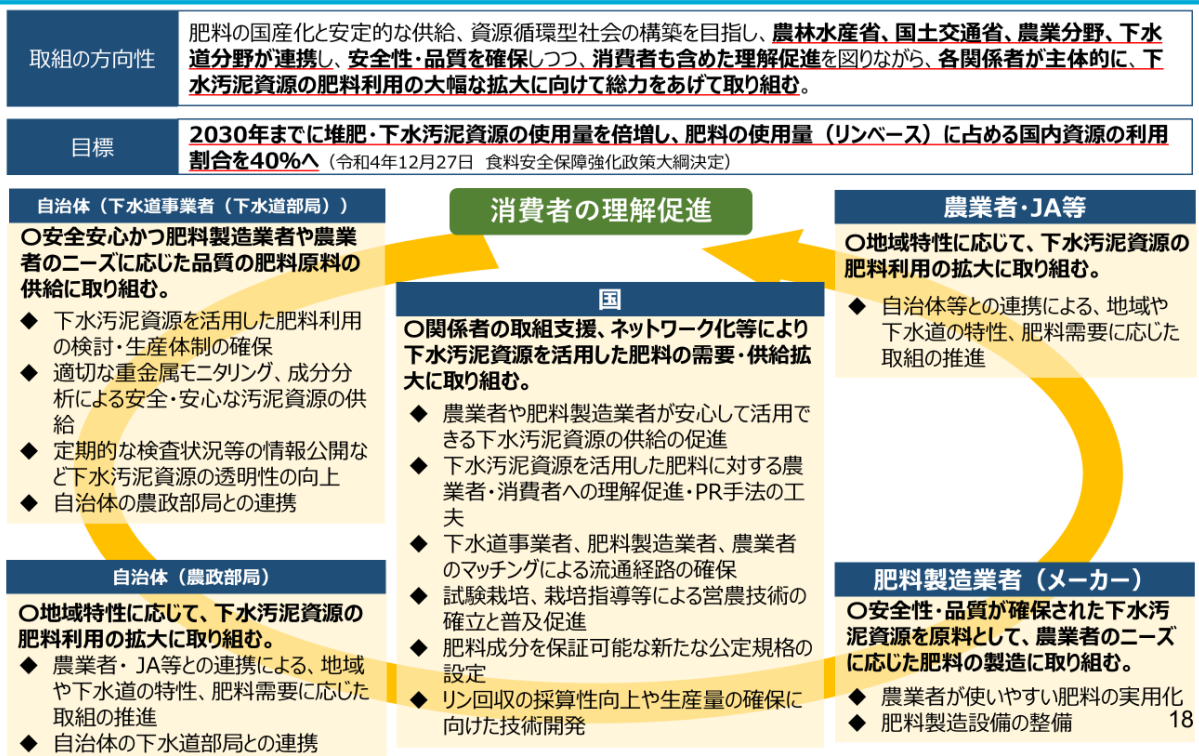 取組の方向性
肥料の国産化と安定的な供給、資源循環型社会の構築を目指し、農林水産省、国土交通省、農業分野、下水
道分野が連携し、安全性・品質を確保しつつ、消費者も含めた理解促進を図りながら、各関係者が主体的に、下
水汚泥資源の肥料利用の大幅な拡大に向けて総力をあげて取り組む。
目標
2030年までに堆肥・下水汚泥資源の使用量を倍増し、肥料の使用量（リンベース）に占める国内資源の利用
割合を40%へ（令和4年12月27日 食料安全保障強化政策大綱決定）
自治体（下水道事業者（下水道部局））
〇安全安心かつ肥料製造業者や農業
者のニーズに応じた品質の肥料原料の
供給に取り組む。
◆ 下水汚泥資源を活用した肥料利用
の検討・生産体制の確保
◆ 適切な重金属モニタリング、成分分
析による安全・安心な汚泥資源の供
給
◆ 定期的な検査状況等の情報公開な
ど下水汚泥資源の透明性の向上
◆ 自治体の農政部局との連携
自治体（農政部局）
〇地域特性に応じて、下水汚泥資源の
肥料利用の拡大に取り組む。
◆ 農業者・ JA等との連携による、地域
や下水道の特性、肥料需要に応じた
取組の推進
◆ 自治体の下水道部局との連携
消費者の理解促進
国
〇関係者の取組支援、ネットワーク化等により
下水汚泥資源を活用した肥料の需要・供給拡
大に取り組む。
◆ 農業者や肥料製造業者が安心して活用で
きる下水汚泥資源の供給の促進
◆ 下水汚泥資源を活用した肥料に対する農
業者・消費者への理解促進・PR手法の工
夫
◆ 下水道事業者、肥料製造業者、農業者
のマッチングによる流通経路の確保
◆ 試験栽培、栽培指導等による営農技術の
確立と普及促進
◆ 肥料成分を保証可能な新たな公定規格の
設定
◆ リン回収の採算性向上や生産量の確保に
向けた技術開発
農業者・JA等
〇地域特性に応じて、下水汚泥資源の
肥料利用の拡大に取り組む。
◆ 自治体等との連携による、地域や
下水道の特性、肥料需要に応じた
取組の推進
肥料製造業者（メーカー）
〇安全性・品質が確保された下水汚
泥資源を原料として、農業者のニーズ
に応じた肥料の製造に取り組む。
◆ 農業者が使いやすい肥料の実用化
◆ 肥料製造設備の整備
18